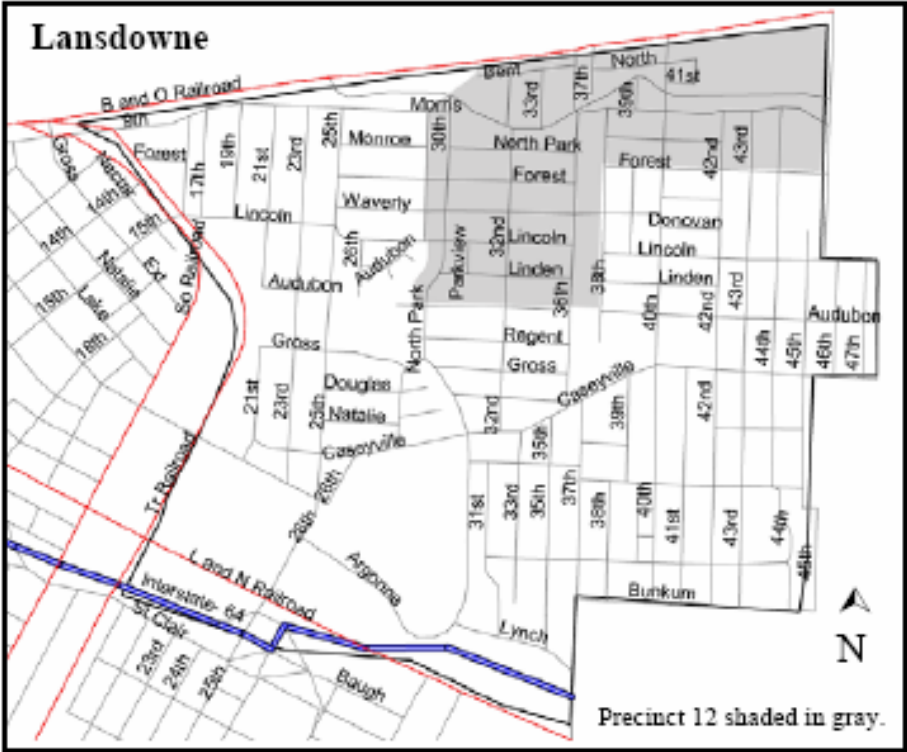 Lansdowne
B and O Railroad
Bent
North
41st
33rd
37th
39th
Morris
9th
25th
30th
Monroe
North Park
Forest
17th
19th
21st
23rd
Forest
Forest
42nd
43rd
Gross
Nectar
14th
15th
14th
Natalie
Ext
15th
Lake
18th
So Railroad
Waverly
Lincoln
26th
Audubon
Audubon
Parkview
32nd
Lincoln
Linden
36th
38th
Donovan
Lincoln
Linden
40th
42nd
43rd
Audubon
44th
45th
46th
47th
North Park
Regent
Gross
Gross
21st
23rd
25th
Douglas
Natalie
Caseyville
Caseyville
32nd
35th
39th
42nd
Tr Railroad
28th
26th
31st
33rd
35th
37th
38th
40th
41st
43rd
44th
45th
L and N Railroad
Argonne
Interstate- 64
St Clair
Lynch
Bunkum
23rd
24th
25th
Baugh
N
Precinct 12 shaded in gray.